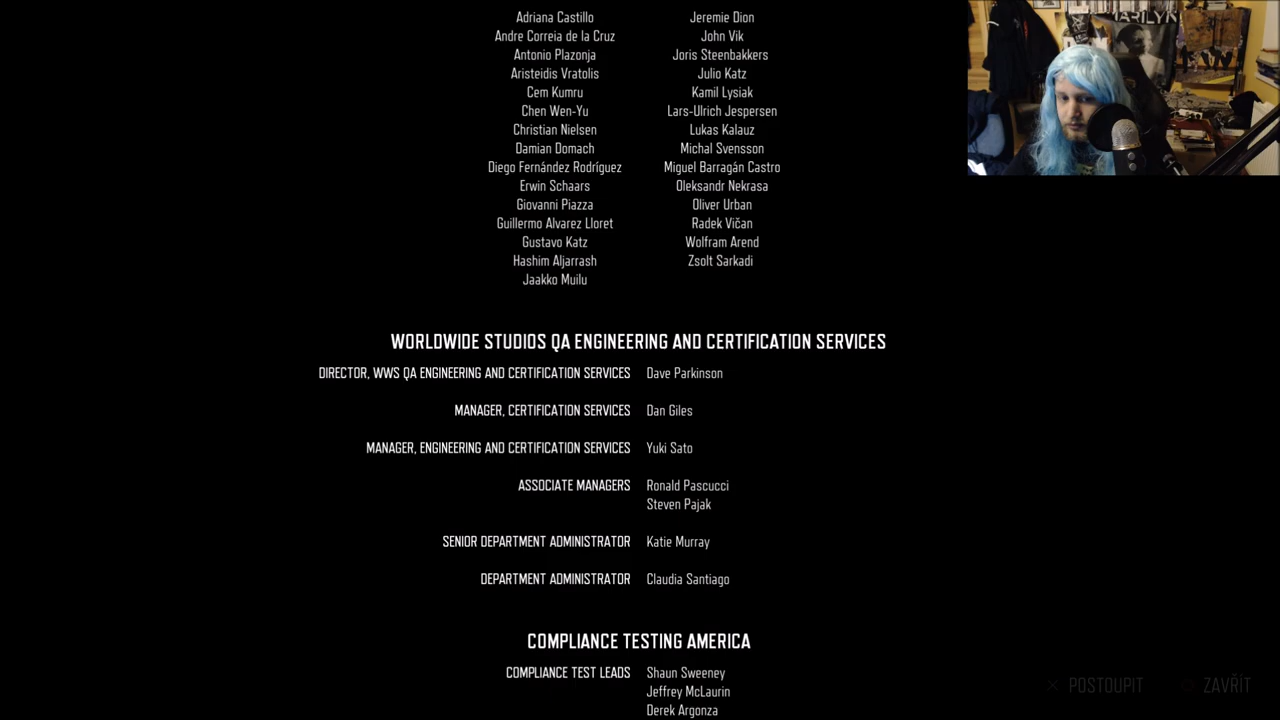 Adriana Castillo
Andre Correia de la Cruz
Antonio Plazonja
Aristeidis Vratolis
Cem Kumru
Chen Wen-Yu
Christian Nielsen
Damian Domach
Diego Fernández Rodríguez
Erwin Schaars
Giovanni Piazza
Guillermo Alvarez Lloret
Gustavo Katz
Hashim Aljarrash
Jaakko Muilu
Jeremie Dion
John Vik
Joris Steenbakkers
Julio Katz
Kamil Lysiak
Lars-Ulrich Jespersen
Lukas Kalauz
Michal Svensson
Miguel Barragán Castro
Oleksandr Nekrasa
Oliver Urban
Radek Vičan
Wolfram Arend
Zsolt Sarkadi
MARILYN
WORLDWIDE STUDIOS QA ENGINEERING AND CERTIFICATION SERVICES
DIRECTOR, WWS QA ENGINEERING AND CERTIFICATION SERVICES Dave Parkinson
MANAGER, CERTIFICATION SERVICES Dan Giles
MANAGER, ENGINEERING AND CERTIFICATION SERVICES Yuki Sato
ASSOCIATE MANAGERS Ronald Pascucci
Steven Pajak
SENIOR DEPARTMENT ADMINISTRATOR Katie Murray
DEPARTMENT ADMINISTRATOR Claudia Santiago
COMPLIANCE TESTING AMERICA
COMPLIANCE TEST LEADS Shaun Sweeney
Jeffrey McLaurin
Derek Argonza
POSTOUPIT ZAVŘÍT